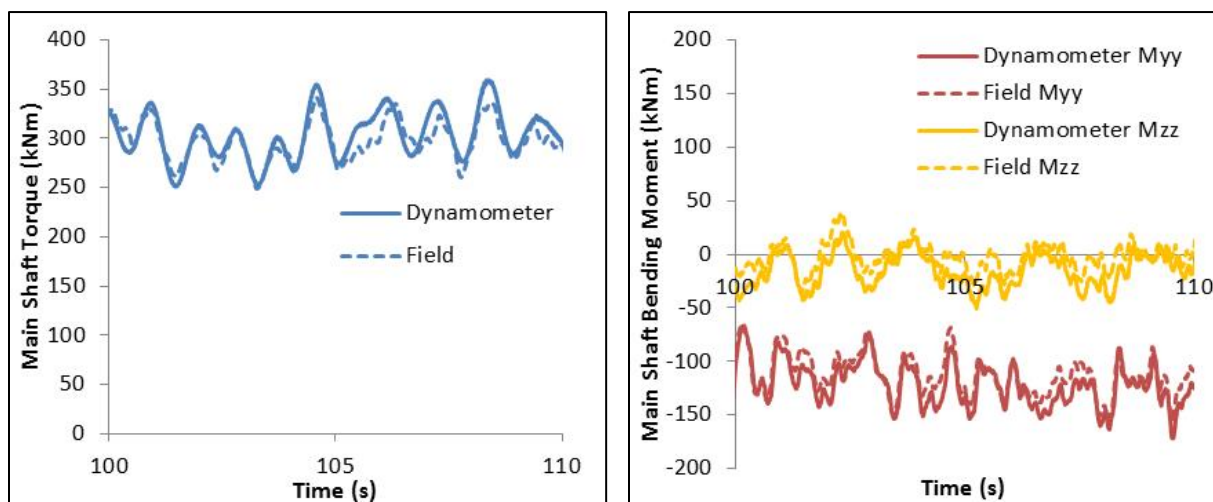 Main Shaft Torque (kNm)
400
350
300
250
200
150
100
50
0
Dynamometer
Field
100
105
110
Time (s)
Main Shaft Bending Moment (kNm)
200
150
100
50
0
-50
-100
-150
-200
Dynamometer Myy
Field Myy
Dynamometer Mzz
Field Mzz
100
105
110
Time (s)